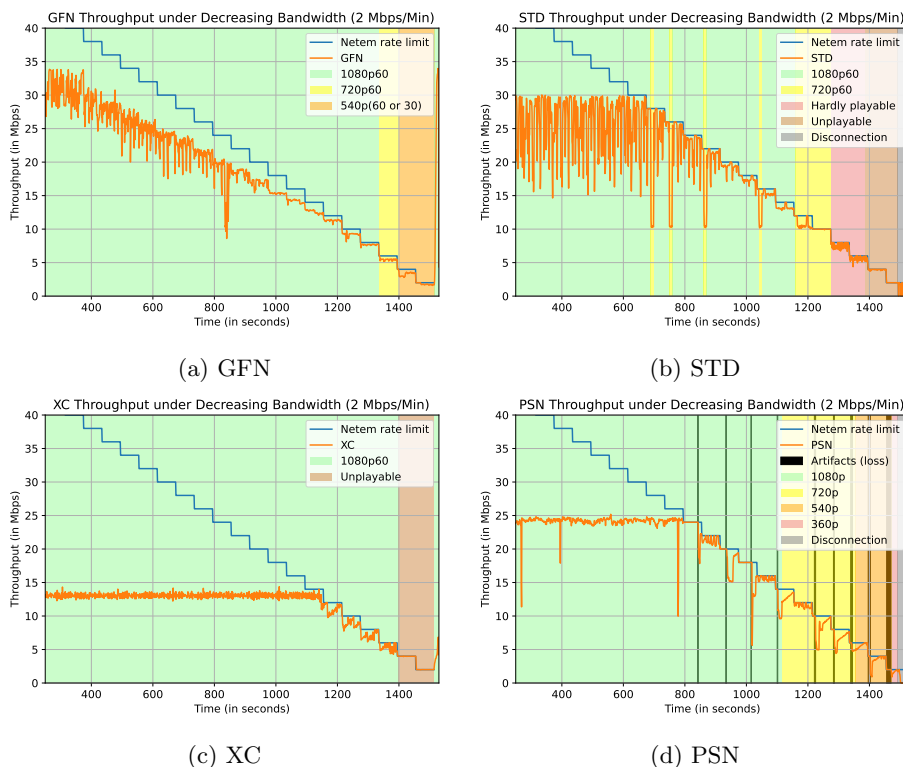 GFN Throughput under Decreasing Bandwidth (2 Mbps/Min)
Throughput (in Mbps)
40
35
30
25
20
15
10
5
0
Netem rate limit
GFN
1080p60
720p60
540p(60 or 30)
400 600 800 1000 1200 1400
Time (in seconds)
(a) GFN
STD Throughput under Decreasing Bandwidth (2 Mbps/Min)
Throughput (in Mbps)
40
35
30
25
20
15
10
5
0
Netem rate limit
STD
1080p60
720p60
Hardly playable
Unplayable
Disconnection
400 600 800 1000 1200 1400
Time (in seconds)
(b) STD
XC Throughput under Decreasing Bandwidth (2 Mbps/Min)
Throughput (in Mbps)
40
35
30
25
20
15
10
5
0
Netem rate limit
XC
1080p60
Unplayable
400 600 800 1000 1200 1400
Time (in seconds)
(c) XC
PSN Throughput under Decreasing Bandwidth (2 Mbps/Min)
Throughput (in Mbps)
40
35
30
25
20
15
10
5
0
Netem rate limit
PSN
Artifacts (loss)
1080p
720p
540p
360p
Disconnection
400 600 800 1000 1200 1400
Time (in seconds)
(d) PSN